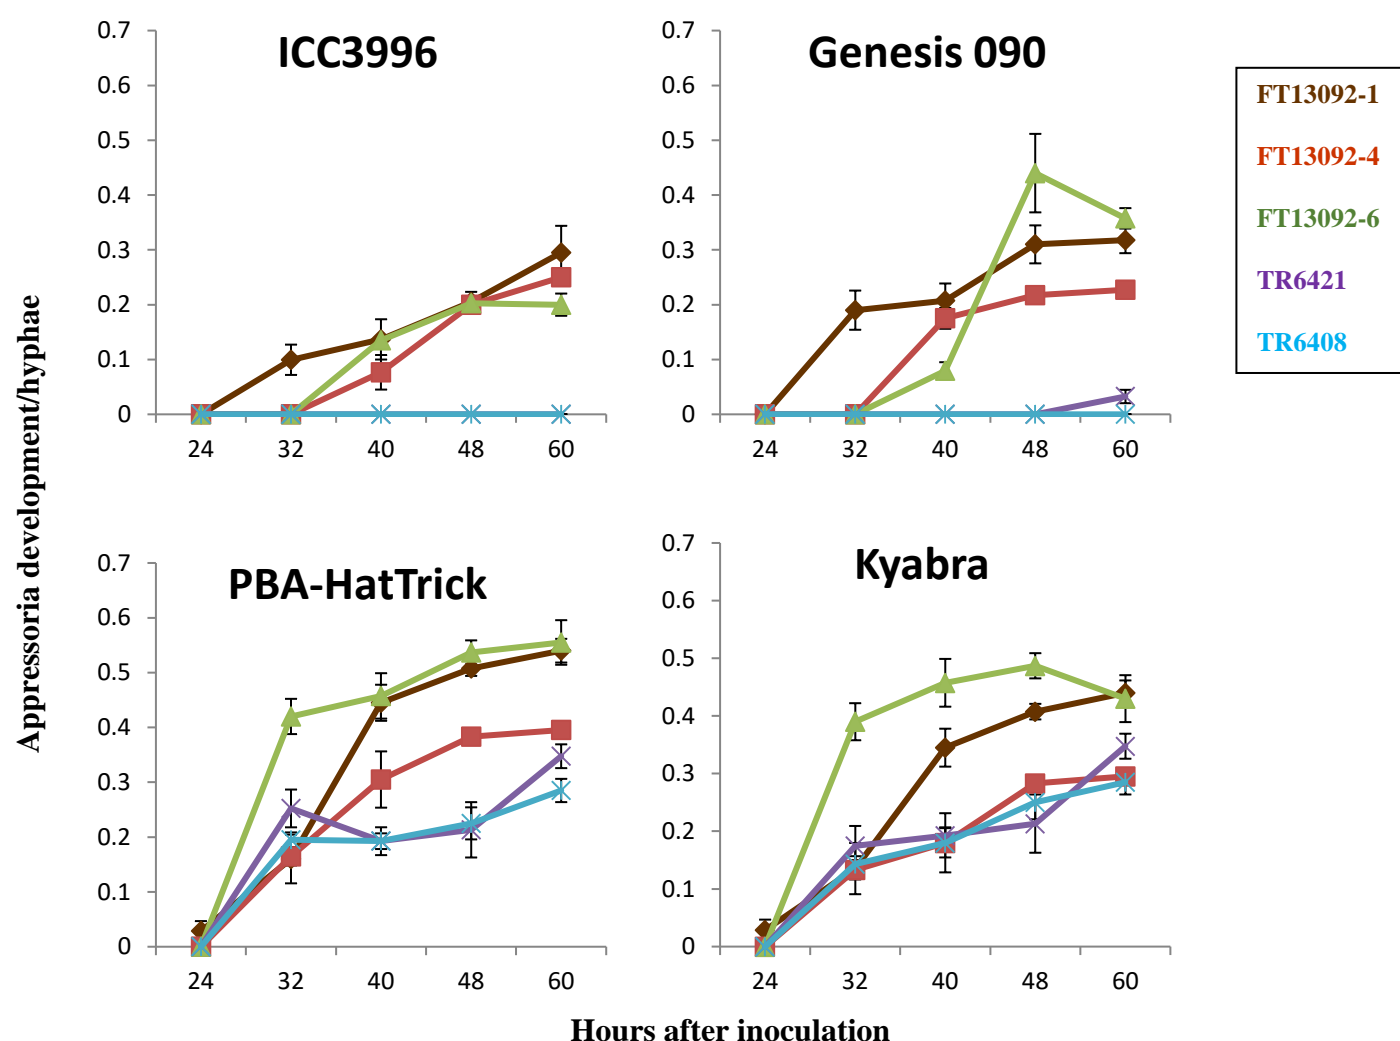 ICC3996
0.7
0.6
0.5
0.4
0.3
0.2
0.1
0
24 32 40 48 60
Genesis 090
0.7
0.6
0.5
0.4
0.3
0.2
0.1
0
24 32 40 48 60
FT13092-1
FT13092-4
FT13092-6
TR6421
TR6408
Appressoria development/hyphae
PBA-HatTrick
0.7
0.6
0.5
0.4
0.3
0.2
0.1
0
24 32 40 48 60
Kyabra
0.7
0.6
0.5
0.4
0.3
0.2
0.1
0
24 32 40 48 60
Hours after inoculation